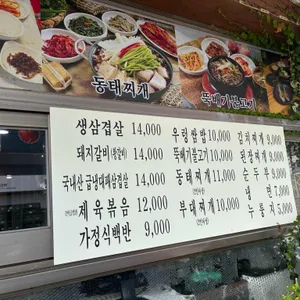 동태찌개
뚝배기불고기
생삼겹살 14,000
돼지갈비 14,000
국내산 급냉대패삼겹살 14,000
제육볶음 12,000
가정식백반 9,000
우렁쌈밥 10,000
뚝배기불고기 10,000
동태찌개 11,000
부대찌개 10,000
김치찌개 9,000
된장찌개 9,000
순두부 9,000
냉면 7,000
누룽지 5,000